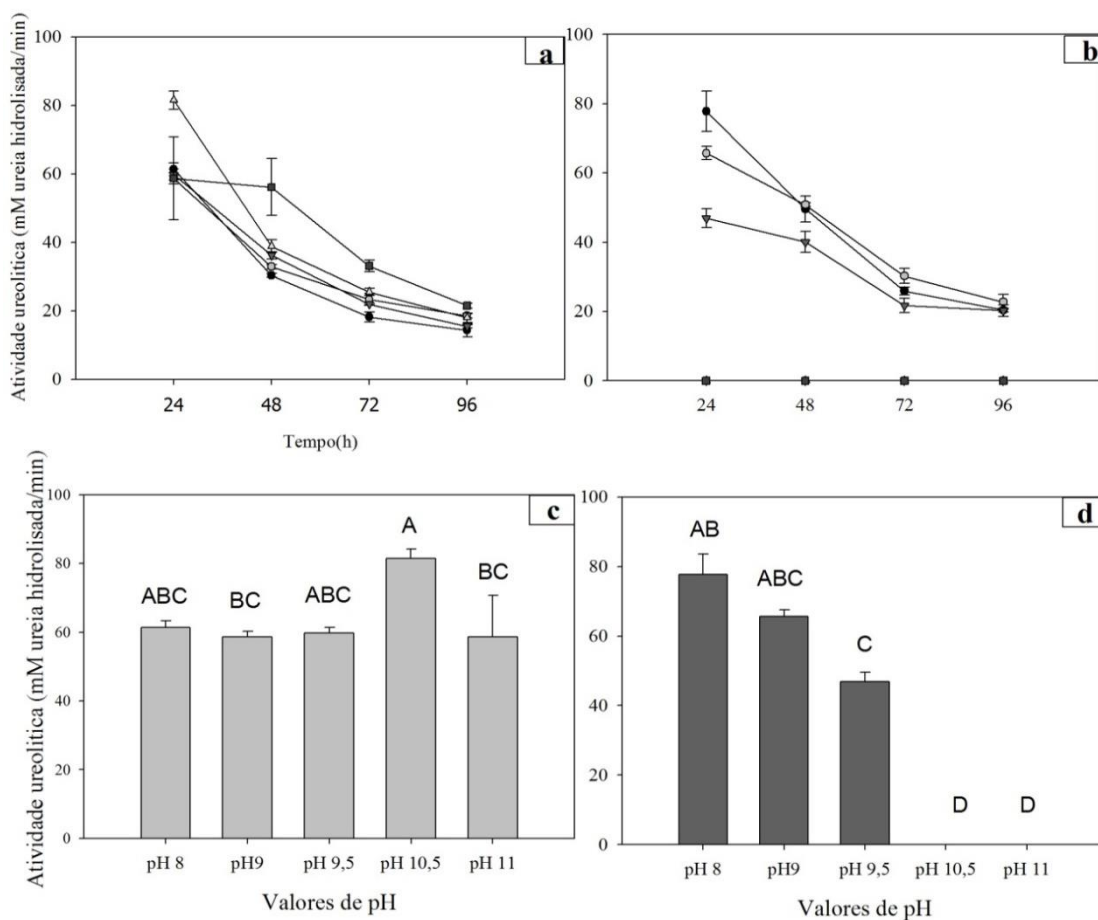 a
100
80
60
40
20
0
24 48 72 96
Tempo(h)
Atividade ureolitica (mM ureia hidrolisada/min)
b
100
80
60
40
20
0
24 48 72 96
c
100
80
60
40
20
0
ABC BC ABC A BC
pH 8 pH9 pH 9,5 pH 10,5 pH 11
Valores de pH
Atividade ureolitica (mM ureia hidrolisada/min)
d
100
80
60
40
20
0
AB ABC C D D
pH 8 pH9 pH 9,5 pH 10,5 pH 11
Valores de pH